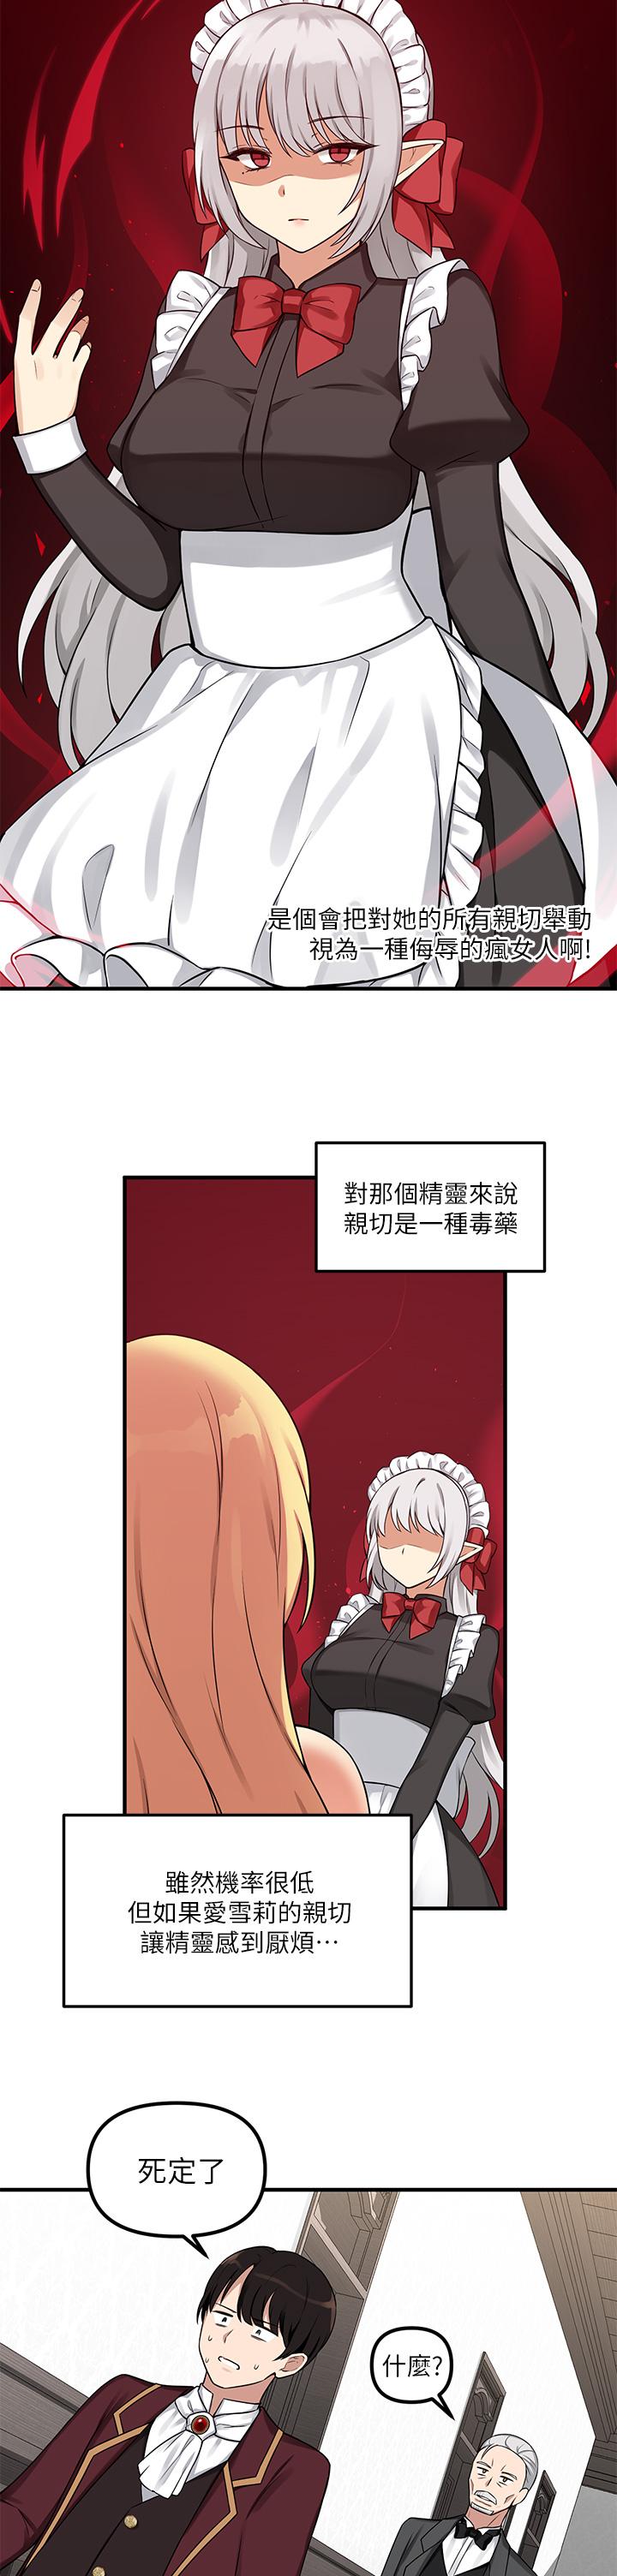 是個會把對她的所有親切舉動
視為一種侮辱的瘋女人啊!
對那個精靈來說
親切是一種毒藥
雖然機率很低
但如果愛雪莉的親切
讓精靈感到厭煩…
死定了
什麼?